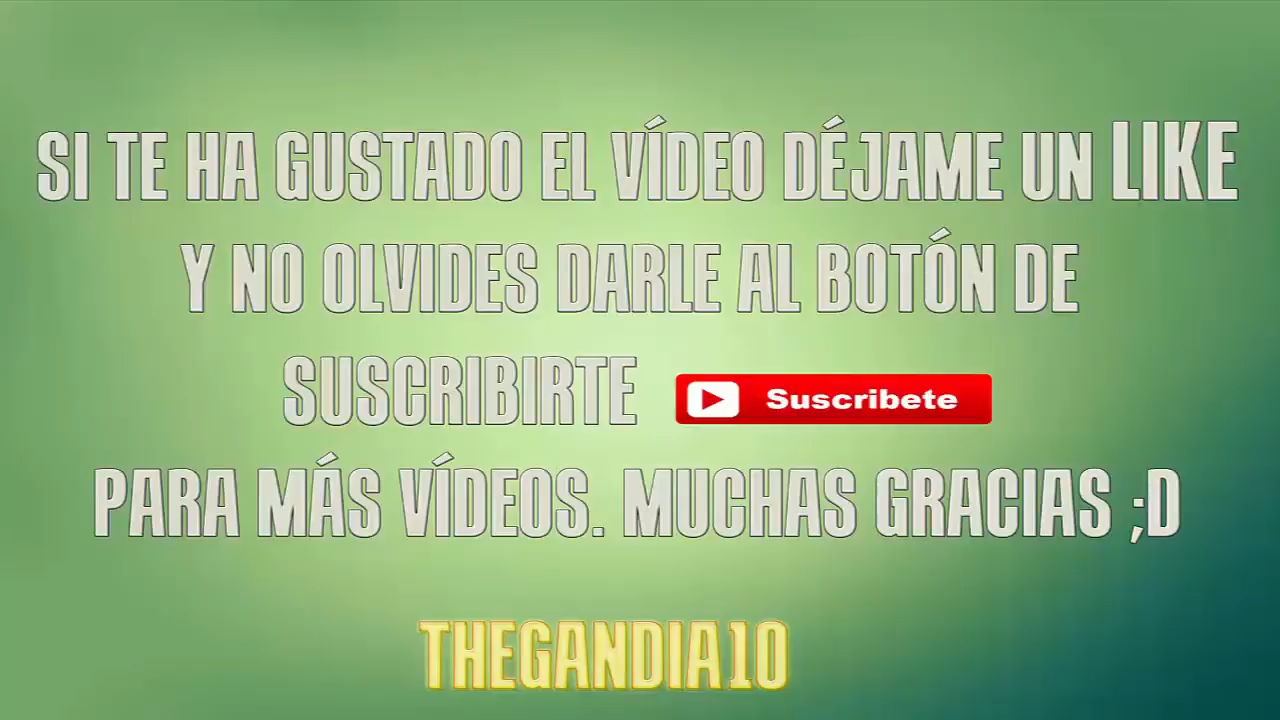 SI TE HA GUSTADO EL VÍDEO DÉJAME UN LIKE
Y NO OLVIDES DARLE AL BOTÓN DE
SUSCRIBIRTE Suscribete
PARA MÁS VÍDEOS. MUCHAS GRACIAS ;D
THEGANDIA10